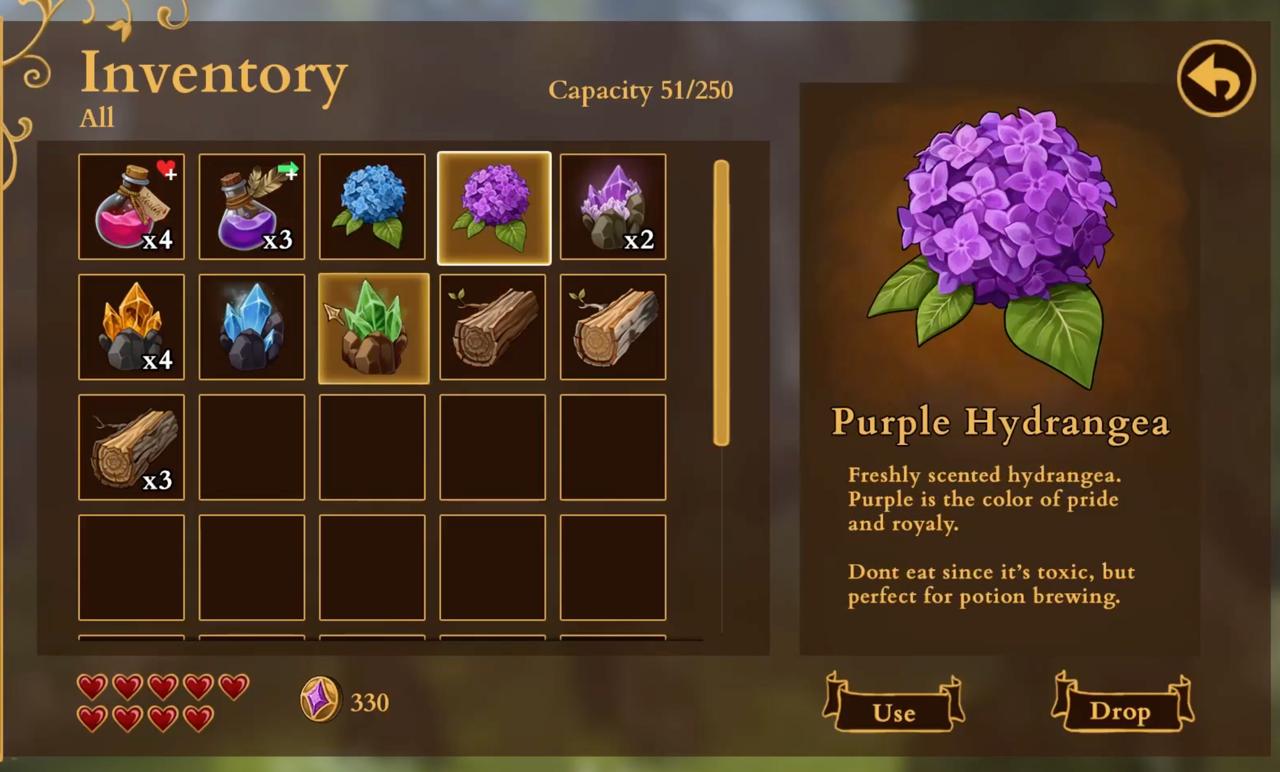 Inventory
Capacity 51/250
All
x4
x3
x2
x4
x3
Purple Hydrangea
Freshly scented hydrangea.
Purple is the color of pride
and royaly.
Dont eat since it's toxic, but
perfect for potion brewing.
330
Use
Drop